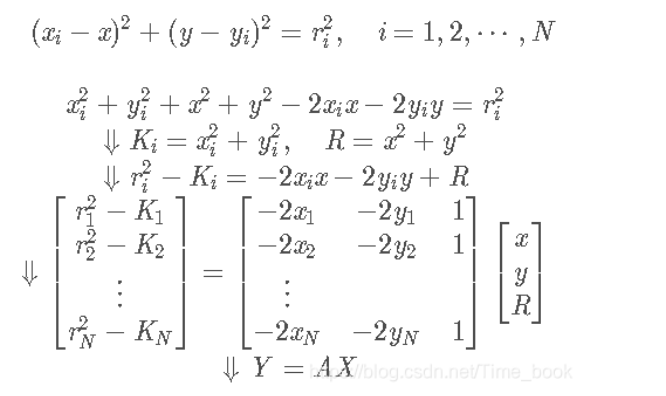 (x_i − x)^2 + (y − y_i)^2 = r_i^2, i = 1, 2, ⋯, N
x_i^2 + y_i^2 + x^2 + y^2 − 2x_i x − 2y_i y = r_i^2
⇓ K_i = x_i^2 + y_i^2, R = x^2 + y^2
⇓ r_i^2 − K_i = −2x_i x − 2y_i y + R
⇓ [r_1^2 − K_1; r_2^2 − K_2; ⋮; r_N^2 − K_N] = [−2x_1 −2y_1 1; −2x_2 −2y_2 1; ⋮; −2x_N −2y_N 1] [x; y; R]
⇓ Y = AX
blog.csdn.net/Time_book